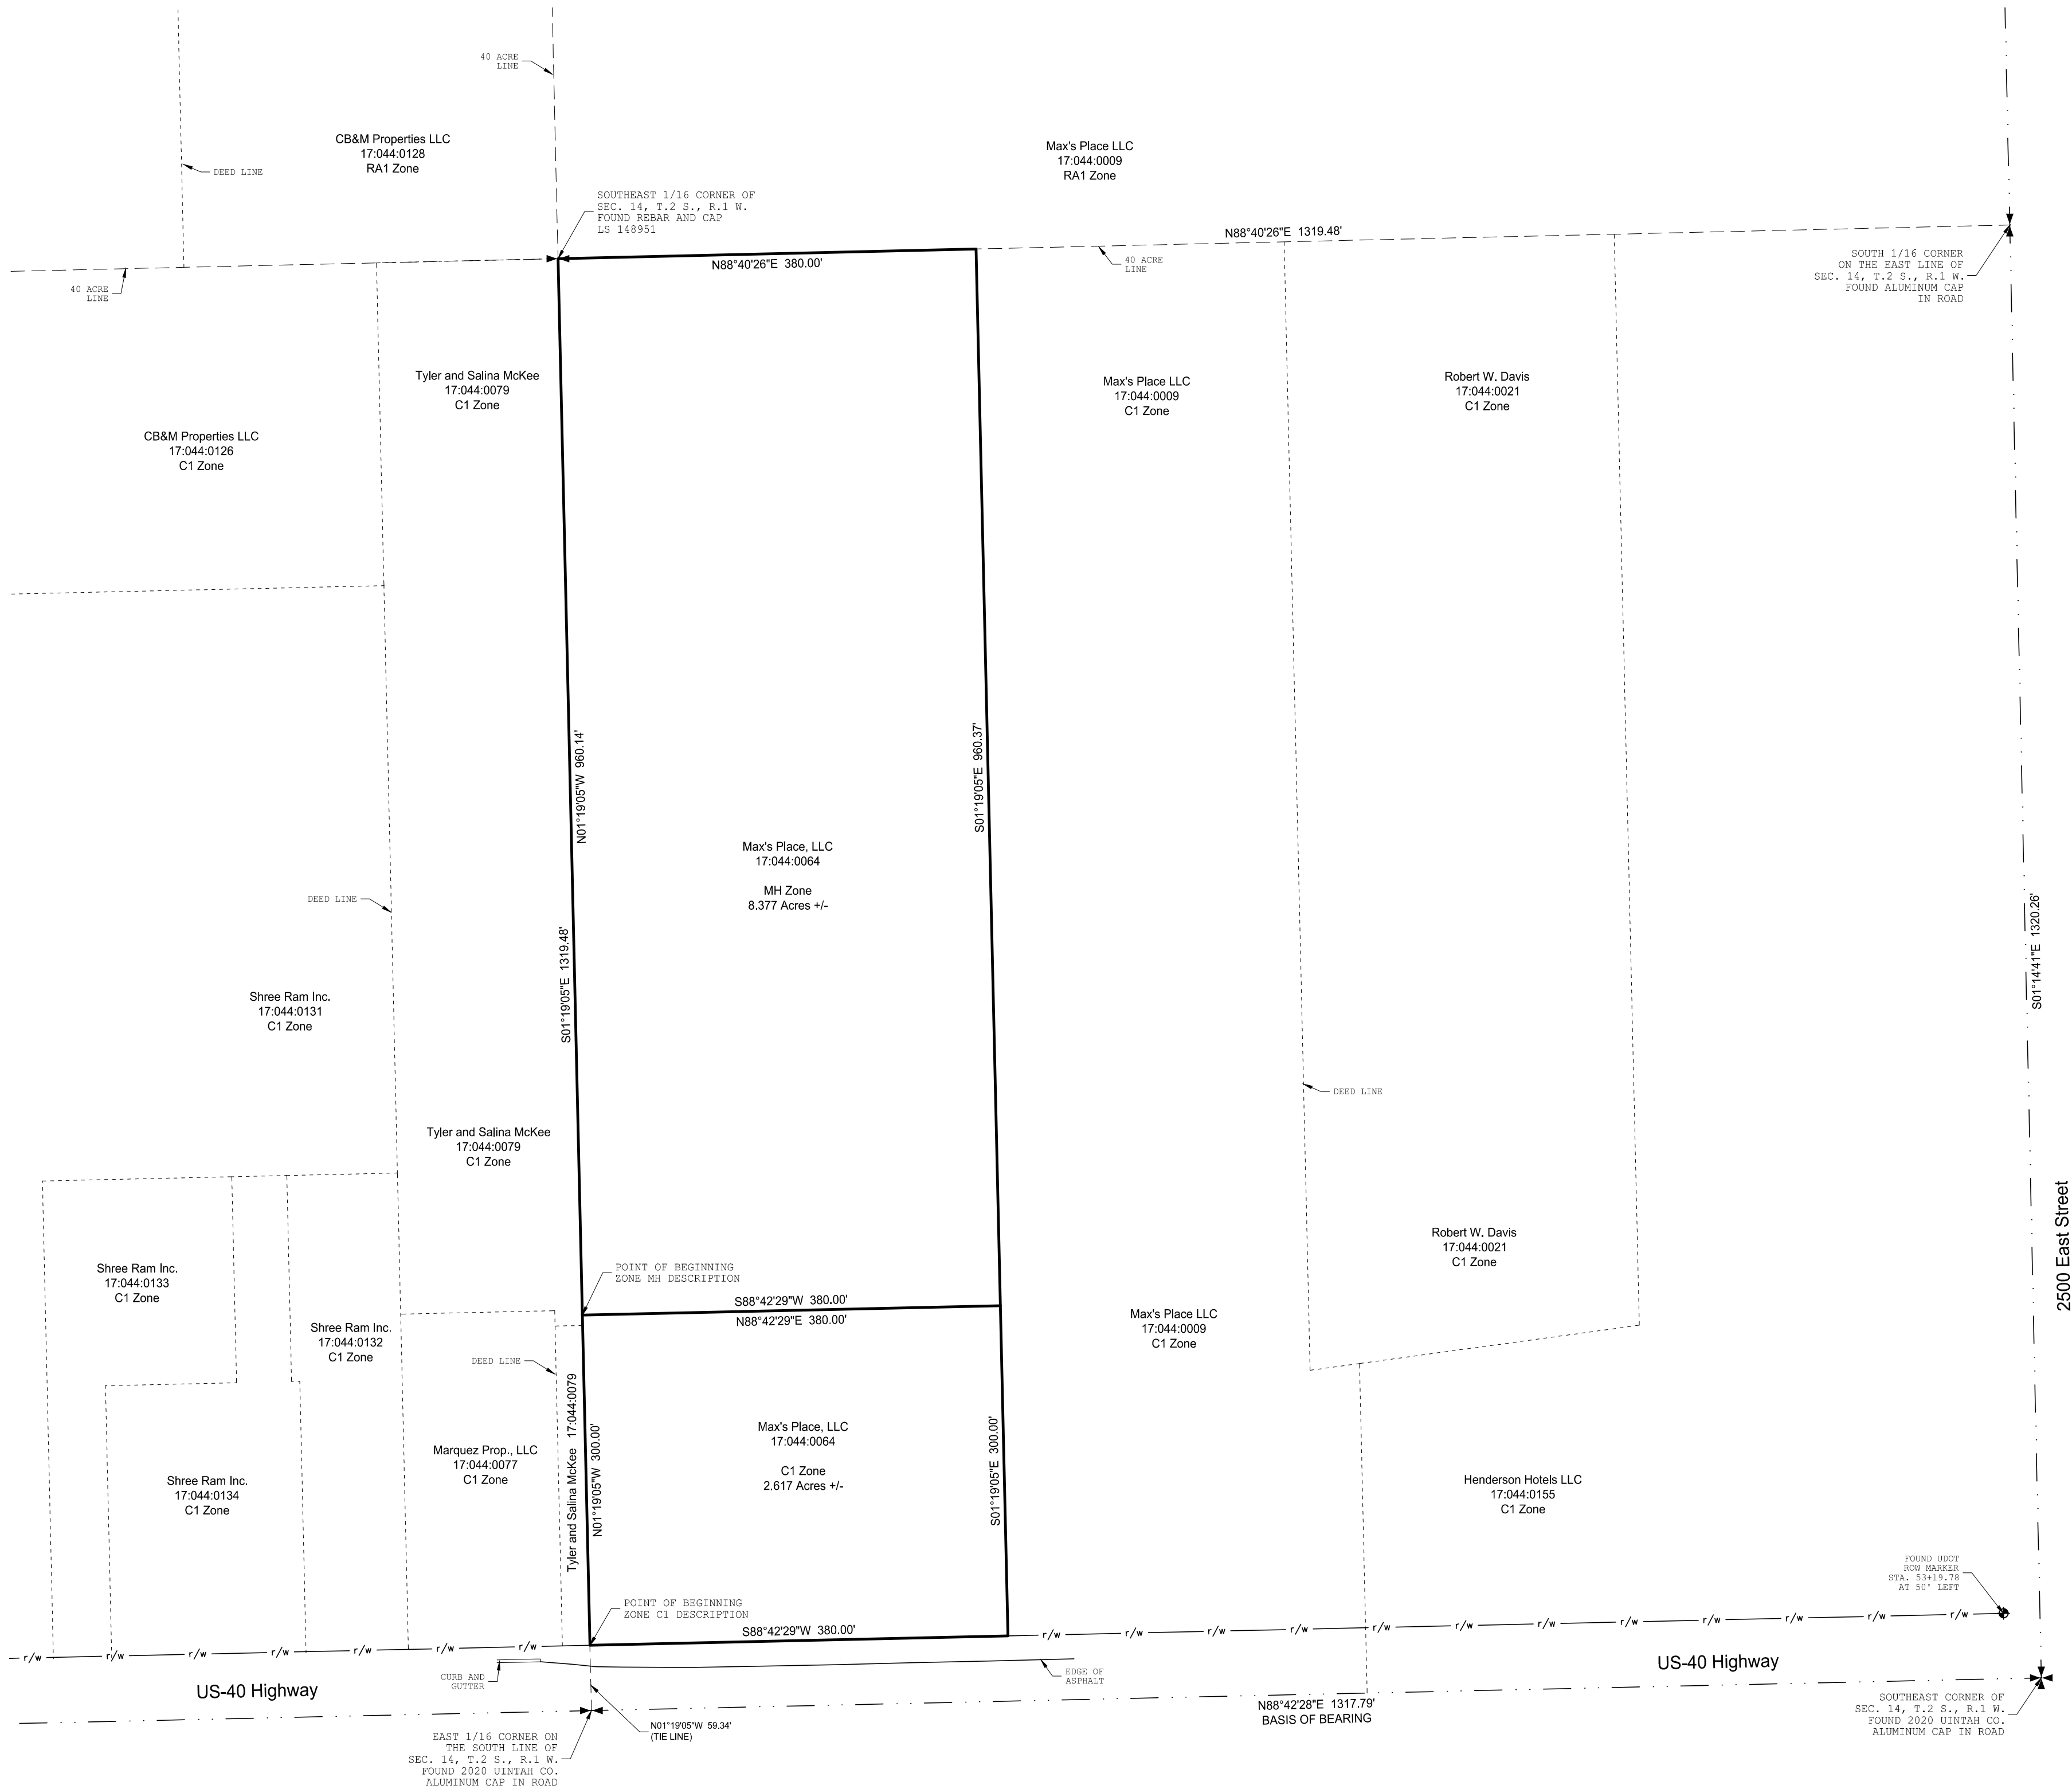 40 ACRE
LINE
CB&M Properties LLC
17:044:0128
RA1 Zone
DEED LINE
Max's Place LLC
17:044:0009
RA1 Zone
SOUTHEAST 1/16 CORNER OF
SEC. 14, T.2 S., R.1 W.
FOUND REBAR AND CAP
LS 148951
N88°40'26"E 1319.48'
N88°40'26"E 380.00'
40 ACRE
LINE
40 ACRE
LINE
SOUTH 1/16 CORNER
ON THE EAST LINE OF
SEC. 14, T.2 S., R.1 W.
FOUND ALUMINUM CAP
IN ROAD
Tyler and Salina McKee
17:044:0079
C1 Zone
Max's Place LLC
17:044:0009
C1 Zone
Robert W. Davis
17:044:0021
C1 Zone
CB&M Properties LLC
17:044:0126
C1 Zone
N01°19'05"W 960.14'
S01°19'05"E 960.37'
Max's Place, LLC
17:044:0064
MH Zone
8.377 Acres +/-
DEED LINE
S01°19'05"E 1319.48'
S01°14'41"E 1320.26'
Shree Ram Inc.
17:044:0131
C1 Zone
DEED LINE
Tyler and Salina McKee
17:044:0079
C1 Zone
2500 East Street
Robert W. Davis
17:044:0021
C1 Zone
Shree Ram Inc.
17:044:0133
C1 Zone
POINT OF BEGINNING
ZONE MH DESCRIPTION
S88°42'29"W 380.00'
N88°42'29"E 380.00'
Max's Place LLC
17:044:0009
C1 Zone
Shree Ram Inc.
17:044:0132
C1 Zone
DEED LINE
Tyler and Salina McKee 17:044:0079
N01°19'05"W 300.00'
S01°19'05"E 300.00'
Max's Place, LLC
17:044:0064
C1 Zone
2.617 Acres +/-
Marquez Prop., LLC
17:044:0077
C1 Zone
Shree Ram Inc.
17:044:0134
C1 Zone
Henderson Hotels LLC
17:044:0155
C1 Zone
FOUND UDOT
ROW MARKER
STA. 53+19.78
AT 50' LEFT
POINT OF BEGINNING
ZONE C1 DESCRIPTION
S88°42'29"W 380.00'
r/w r/w r/w r/w r/w r/w r/w r/w r/w r/w r/w r/w r/w r/w r/w r/w r/w r/w r/w
CURB AND
GUTTER
EDGE OF
ASPHALT
US-40 Highway
US-40 Highway
N88°42'28"E 1317.79'
BASIS OF BEARING
N01°19'05"W 59.34'
(TIE LINE)
SOUTHEAST CORNER OF
SEC. 14, T.2 S., R.1 W.
FOUND 2020 UINTAH CO.
ALUMINUM CAP IN ROAD
EAST 1/16 CORNER ON
THE SOUTH LINE OF
SEC. 14, T.2 S., R.1 W.
FOUND 2020 UINTAH CO.
ALUMINUM CAP IN ROAD